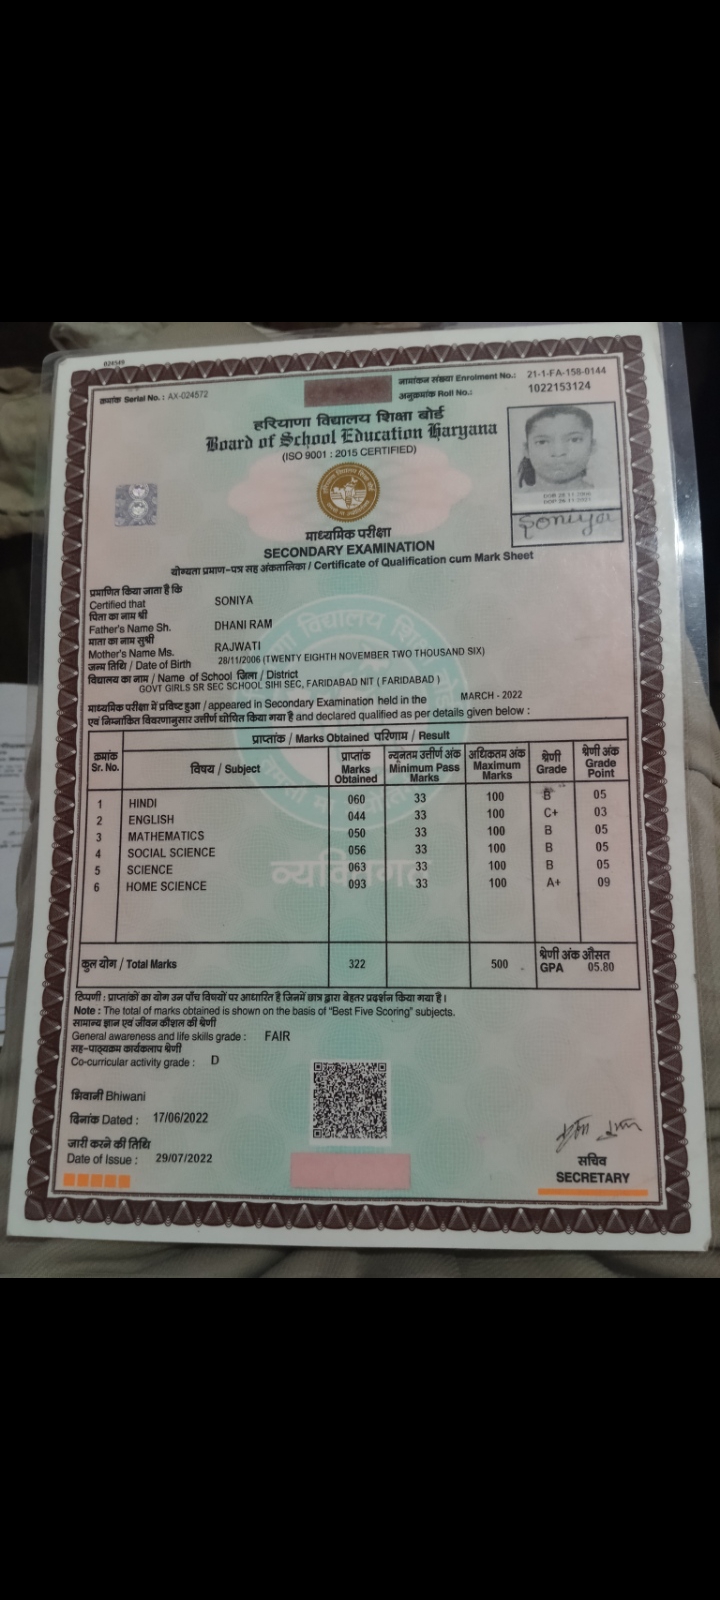 024549
क्रमांक Serial No. : AX-024572
नामांकन संख्या Enrolment No.: 21-1-FA-158-0144
अनुक्रमांक Roll No.: 1022153124
हरियाणा विद्यालय शिक्षा बोर्ड
Board of School Education Haryana
(ISO 9001 : 2015 CERTIFIED)
Soniya
माध्यमिक परीक्षा
SECONDARY EXAMINATION
योग्यता प्रमाण-पत्र सह अंकतालिका / Certificate of Qualification cum Mark Sheet
प्रमाणित किया जाता है कि
Certified that SONIYA
पिता का नाम श्री
Father's Name Sh. DHANI RAM
माता का नाम सुश्री
Mother's Name Ms. RAJWATI
जन्म तिथि / Date of Birth 28/11/2006 (TWENTY EIGHTH NOVEMBER TWO THOUSAND SIX)
विद्यालय का नाम / Name of School जिला / District
GOVT GIRLS SR SEC SCHOOL SIHI SEC, FARIDABAD NIT ( FARIDABAD )
माध्यमिक परीक्षा में प्रविष्ट हुआ / appeared in Secondary Examination held in the MARCH - 2022
एवं निम्नांकित विवरणानुसार उत्तीर्ण घोषित किया गया है and declared qualified as per details given below :
प्राप्तांक / Marks Obtained परिणाम / Result
क्रमांक Sr. No. विषय / Subject प्राप्तांक Marks Obtained न्यूनतम उत्तीर्ण अंक Minimum Pass Marks अधिकतम अंक Maximum Marks श्रेणी Grade श्रेणी अंक Grade Point
1 HINDI 060 33 100 B 05
2 ENGLISH 044 33 100 C+ 03
3 MATHEMATICS 050 33 100 B 05
4 SOCIAL SCIENCE 056 33 100 B 05
5 SCIENCE 063 33 100 B 05
6 HOME SCIENCE 093 33 100 A+ 09
कुल योग / Total Marks 322 500 श्रेणी अंक औसत GPA 05.80
टिप्पणी : प्राप्तांकों का योग उन पाँच विषयों पर आधारित है जिनमें छात्र द्वारा बेहतर प्रदर्शन किया गया है।
Note : The total of marks obtained is shown on the basis of "Best Five Scoring" subjects.
सामान्य ज्ञान एवं जीवन कौशल की श्रेणी
General awareness and life skills grade : FAIR
सह-पाठ्यक्रम कार्यकलाप श्रेणी
Co-curricular activity grade : D
भिवानी Bhiwani
दिनांक Dated : 17/06/2022
जारी करने की तिथि
Date of Issue : 29/07/2022
सचिव
SECRETARY